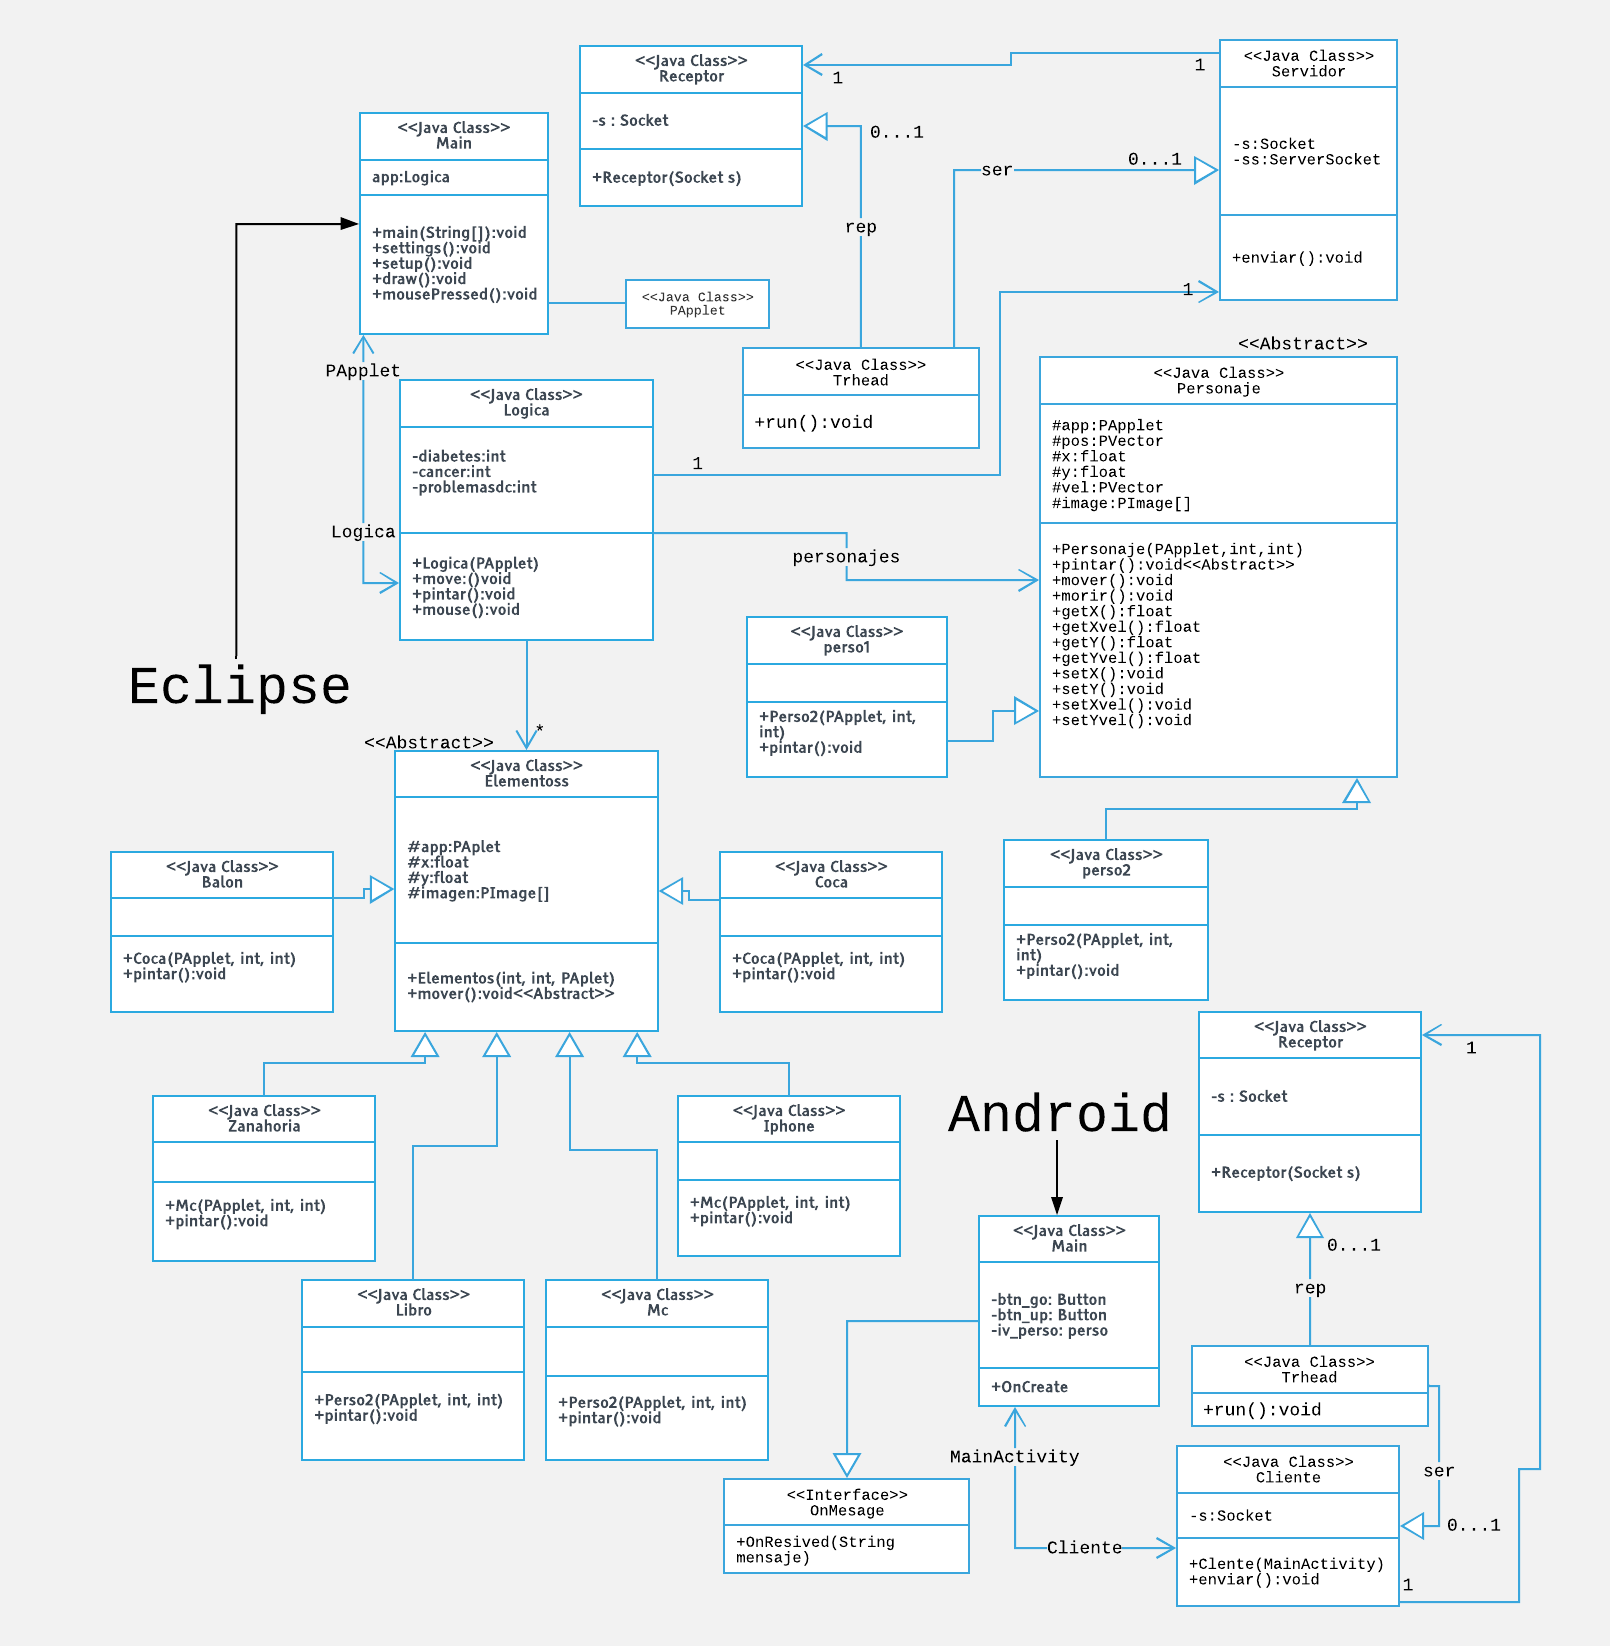 <<Java Class>>
Receptor
-s : Socket
+Receptor(Socket s)
1
1
0...1
rep
<<Java Class>>
Servidor
-s:Socket
-ss:ServerSocket
+enviar():void
ser
0...1
1
<<Java Class>>
Main
app:Logica
+main(String[]):void
+settings():void
+setup():void
+draw():void
+mousePressed():void
<<Java Class>>
PApplet
<<Java Class>>
Trhead
+run():void
PApplet
Logica
<<Java Class>>
Logica
-diabetes:int
-cancer:int
-problemasdc:int
+Logica(PApplet)
+move:()void
+pintar():void
+mouse():void
1
personajes
<<Abstract>>
<<Java Class>>
Personaje
#app:PApplet
#pos:PVector
#x:float
#y:float
#vel:PVector
#image:PImage[]
+Personaje(PApplet,int,int)
+pintar():void<<Abstract>>
+mover():void
+morir():void
+getX():float
+getXvel():float
+getY():float
+getYvel():float
+setX():void
+setY():void
+setXvel():void
+setYvel():void
<<Java Class>>
perso1
+Perso2(PApplet, int,
int)
+pintar():void
Eclipse
*
<<Abstract>>
<<Java Class>>
Elementoss
#app:PAplet
#x:float
#y:float
#imagen:PImage[]
+Elementos(int, int, PAplet)
+mover():void<<Abstract>>
<<Java Class>>
Balon
+Coca(PApplet, int, int)
+pintar():void
<<Java Class>>
Coca
+Coca(PApplet, int, int)
+pintar():void
<<Java Class>>
perso2
+Perso2(PApplet, int,
int)
+pintar():void
<<Java Class>>
Zanahoria
+Mc(PApplet, int, int)
+pintar():void
<<Java Class>>
Iphone
+Mc(PApplet, int, int)
+pintar():void
<<Java Class>>
Libro
+Perso2(PApplet, int, int)
+pintar():void
<<Java Class>>
Mc
+Perso2(PApplet, int, int)
+pintar():void
Android
<<Java Class>>
Main
-btn_go: Button
-btn_up: Button
-iv_perso: perso
+OnCreate
<<Java Class>>
Receptor
-s : Socket
+Receptor(Socket s)
1
0...1
rep
<<Java Class>>
Trhead
+run():void
MainActivity
Cliente
<<Interface>>
OnMesage
+OnResived(String
mensaje)
<<Java Class>>
Cliente
-s:Socket
+Clente(MainActivity)
+enviar():void
ser
0...1
1